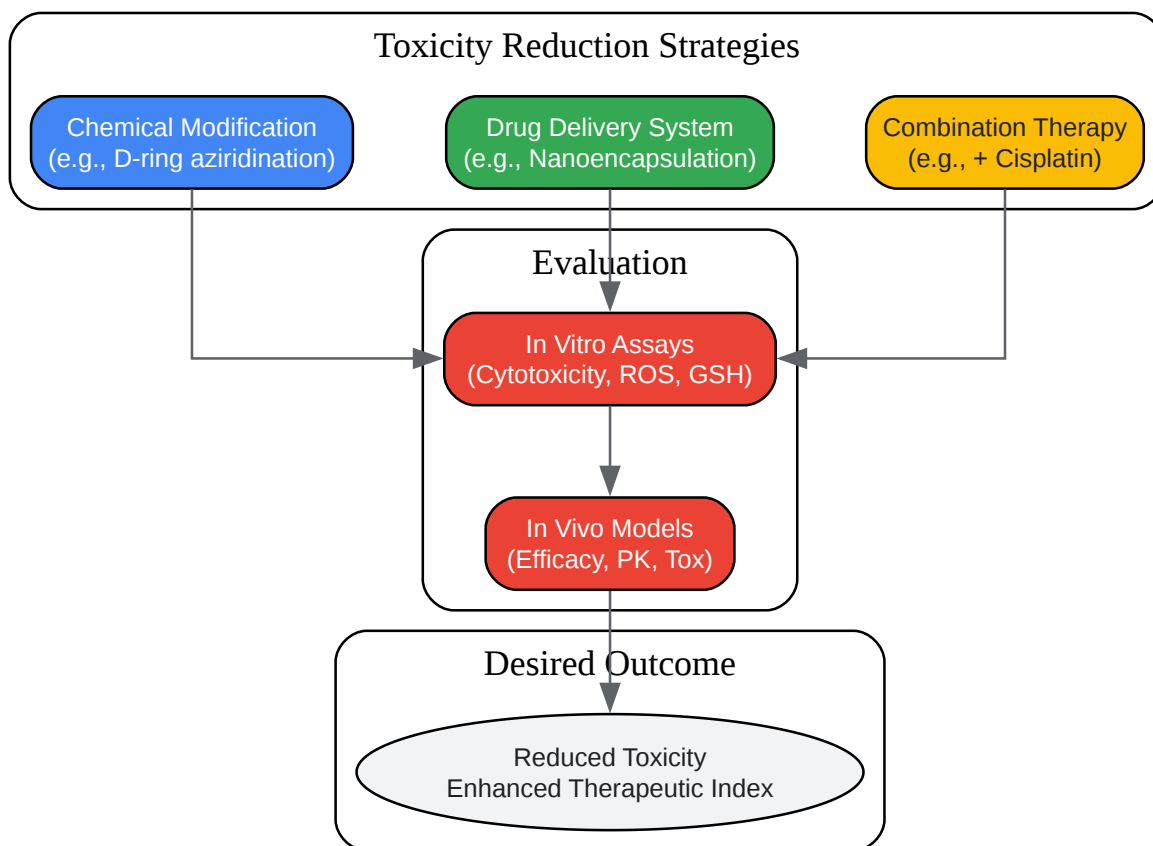 Toxicity Reduction Strategies
Chemical Modification
(e.g., D-ring aziridination)
Drug Delivery System
(e.g., Nanoencapsulation)
Combination Therapy
(e.g., + Cisplatin)
Evaluation
In Vitro Assays
(Cytotoxicity, ROS, GSH)
In Vivo Models
(Efficacy, PK, Tox)
Desired Outcome
Reduced Toxicity
Enhanced Therapeutic Index